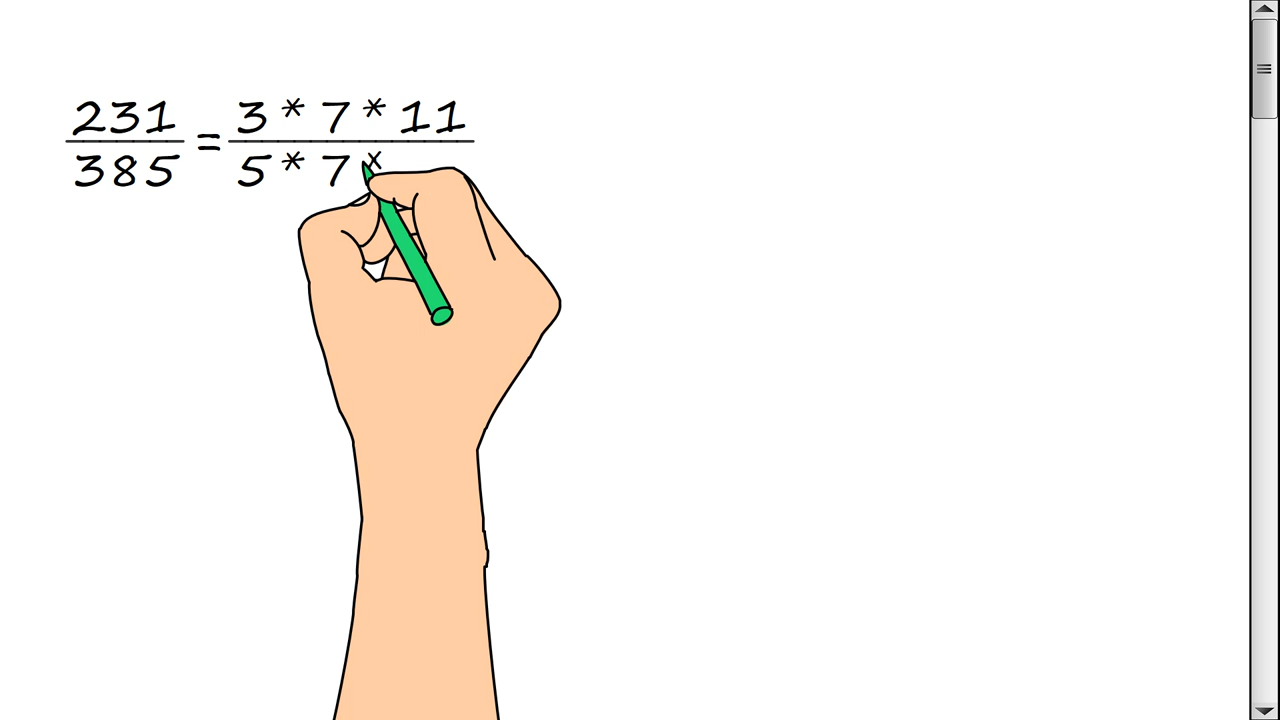 231/385 = 3 * 7 * 11/5 * 7 *